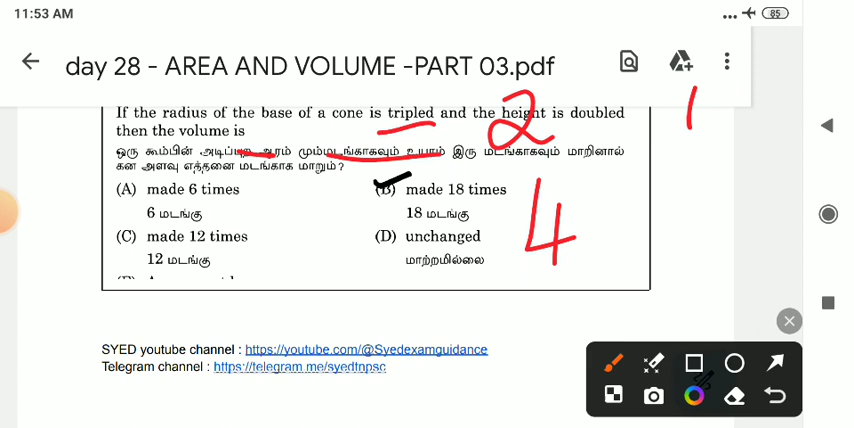 11:53 AM
85
day 28 - AREA AND VOLUME -PART 03.pdf
If the radius of the base of a cone is tripled and the height is doubled
then the volume is
ஒரு கூம்பின் அடிப்பகுதி ஆரம் மும்மடங்காகவும் உயரம் இரு மடங்காகவும் மாறினால்
கன அளவு எத்தனை மடங்காக மாறும்?
(A) made 6 times
6 மடங்கு
(B) made 18 times
18 மடங்கு
(C) made 12 times
12 மடங்கு
(D) unchanged
மாற்றமில்லை
2
1
4
SYED youtube channel : https://youtube.com/@Syedexamguidance
Telegram channel : https://telegram.me/syedtnpsc